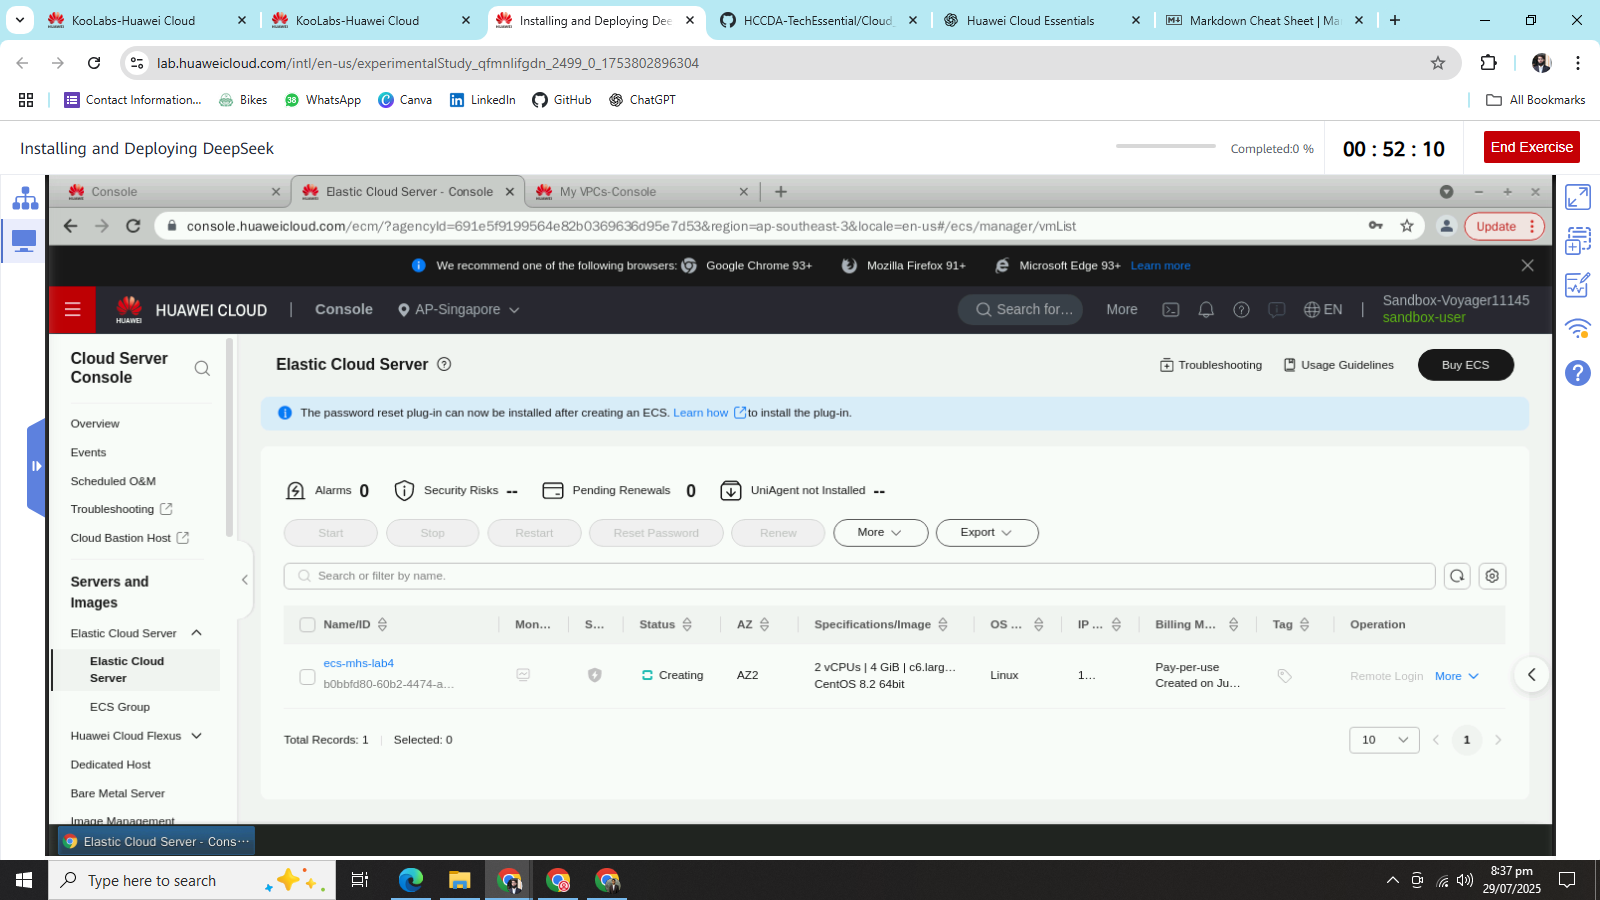 KooLabs-Huawei Cloud
KooLabs-Huawei Cloud
Installing and Deploying Dee
HCCDA-TechEssential/Cloud_
Huawei Cloud Essentials
Markdown Cheat Sheet | Ma
lab.huaweicloud.com/intl/en-us/experimentalStudy_qfmnlifgdn_2499_0_1753802896304
Contact Information...
Bikes
WhatsApp
Canva
LinkedIn
GitHub
ChatGPT
All Bookmarks
Installing and Deploying DeepSeek
Completed:0 %
00 : 52 : 10
End Exercise
Console
Elastic Cloud Server - Console
My VPCs-Console
console.huaweicloud.com/ecm/?agencyId=691e5f9199564e82b0369636d95e7d53&region=ap-southeast-3&locale=en-us#/ecs/manager/vmList
Update
We recommend one of the following browsers: Google Chrome 93+ Mozilla Firefox 91+ Microsoft Edge 93+ Learn more
HUAWEI
HUAWEI CLOUD | Console
AP-Singapore
Search for...
More
EN
Sandbox-Voyager11145
sandbox-user
Cloud Server
Console
Overview
Events
Scheduled O&M
Troubleshooting
Cloud Bastion Host
Servers and
Images
Elastic Cloud Server
Elastic Cloud
Server
ECS Group
Huawei Cloud Flexus
Dedicated Host
Bare Metal Server
Image Management
Elastic Cloud Server
Troubleshooting
Usage Guidelines
Buy ECS
The password reset plug-in can now be installed after creating an ECS. Learn how to install the plug-in.
Alarms 0
Security Risks --
Pending Renewals 0
UniAgent not Installed --
Start
Stop
Restart
Reset Password
Renew
More
Export
Search or filter by name.
Name/ID
Mon...
S...
Status
AZ
Specifications/Image
OS ...
IP ...
Billing M...
Tag
Operation
ecs-mhs-lab4
b0bbfd80-60b2-4474-a...
Creating
AZ2
2 vCPUs | 4 GiB | c6.larg...
CentOS 8.2 64bit
Linux
1...
Pay-per-use
Created on Ju...
Remote Login
More
Total Records: 1
Selected: 0
10
1
Elastic Cloud Server - Cons...
Type here to search
8:37 pm
29/07/2025